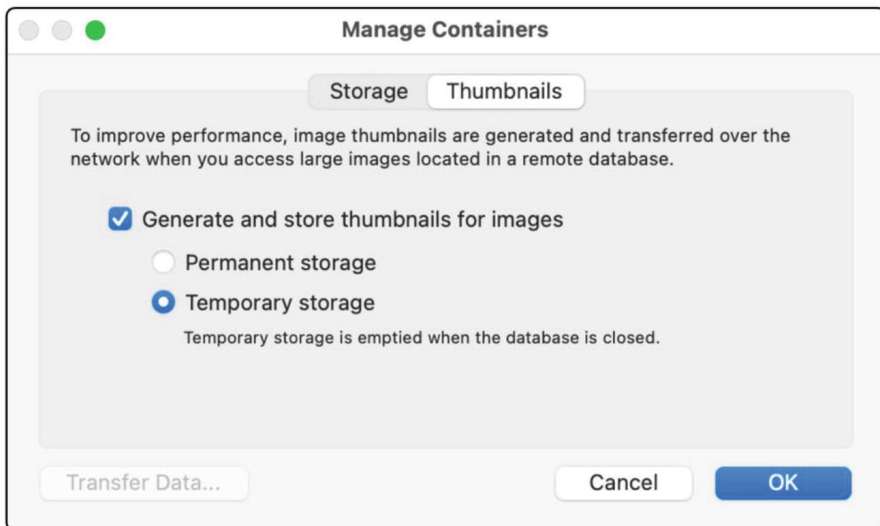 Manage Containers
Storage Thumbnails
To improve performance, image thumbnails are generated and transferred over the
network when you access large images located in a remote database.
Generate and store thumbnails for images
Permanent storage
Temporary storage
Temporary storage is emptied when the database is closed.
Transfer Data... Cancel OK